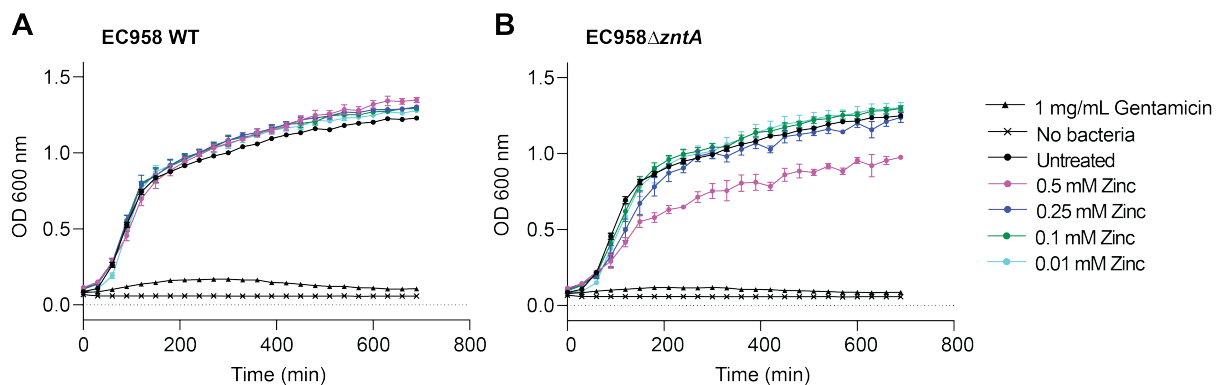 A
EC958 WT
OD 600 nm
1.5
1.0
0.5
0.0
0
200
400
600
800
Time (min)
B
EC958ΔzntA
OD 600 nm
1.5
1.0
0.5
0.0
0
200
400
600
800
Time (min)
1 mg/mL Gentamicin
No bacteria
Untreated
0.5 mM Zinc
0.25 mM Zinc
0.1 mM Zinc
0.01 mM Zinc